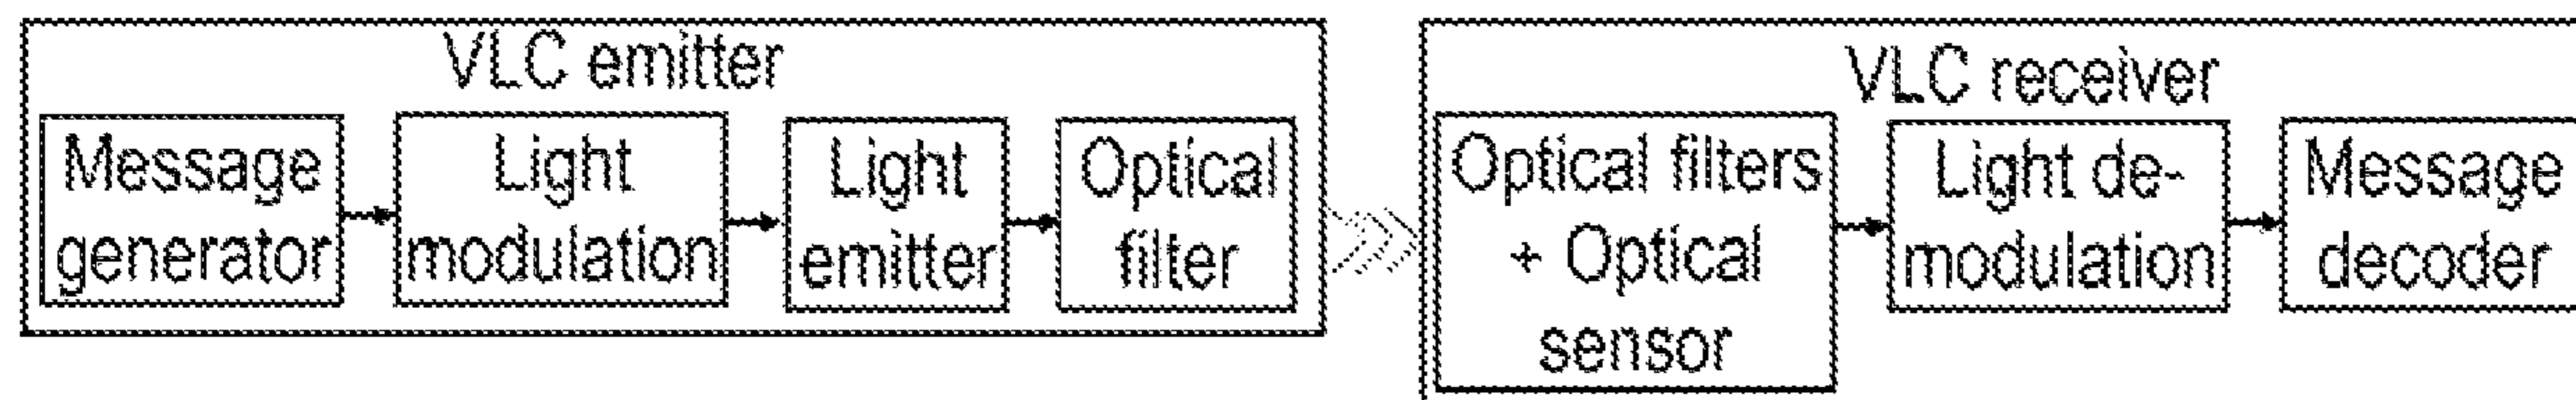 VLC emitter
Message
generator
Light
modulation
Light
emitter
Optical
filter
VLC receiver
Optical filters
+ Optical
sensor
Light de-
modulation
Message
decoder